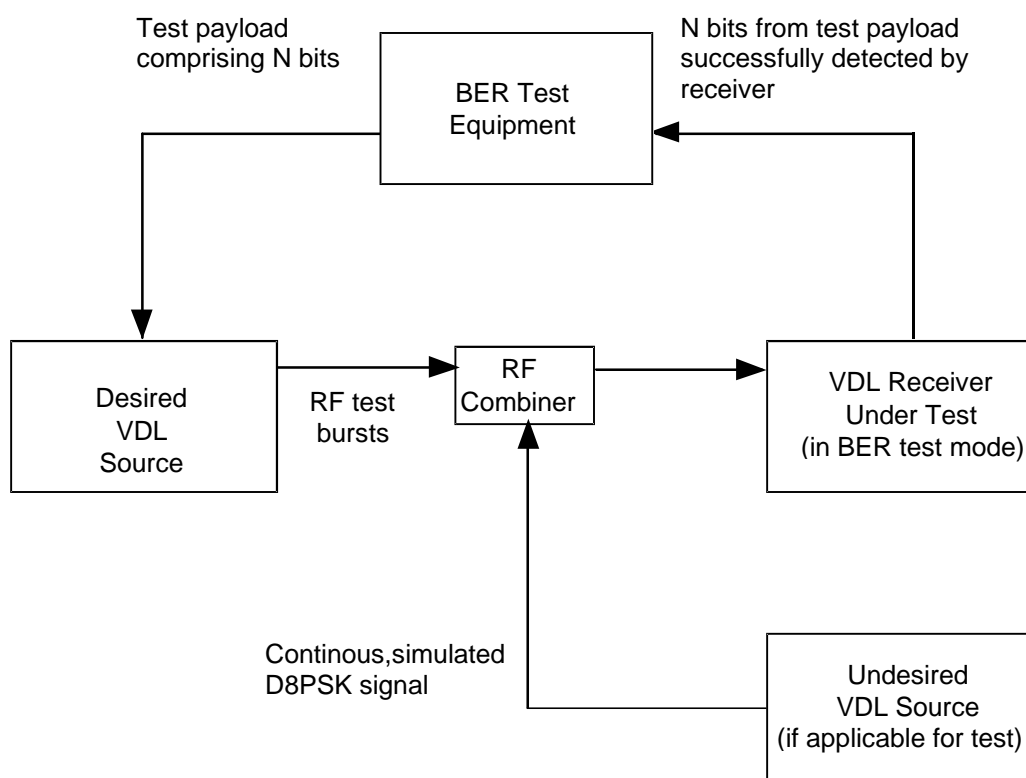 Test payload
comprising N bits
BER Test
Equipment
N bits from test payload
successfully detected by
receiver
Desired
VDL
Source
RF test
bursts
RF
Combiner
VDL Receiver
Under Test
(in BER test mode)
Continous,simulated
D8PSK signal
Undesired
VDL Source
(if applicable for test)